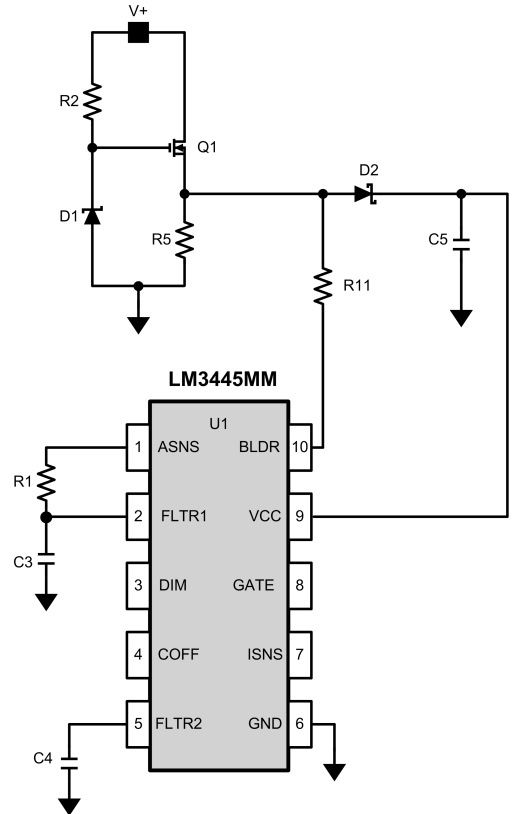 V+
R2
Q1
D1
R5
D2
C5
R11
LM3445MM
U1
1 ASNS BLDR 10
R1
2 FLTR1 VCC 9
C3
3 DIM GATE 8
4 COFF ISNS 7
5 FLTR2 GND 6
C4